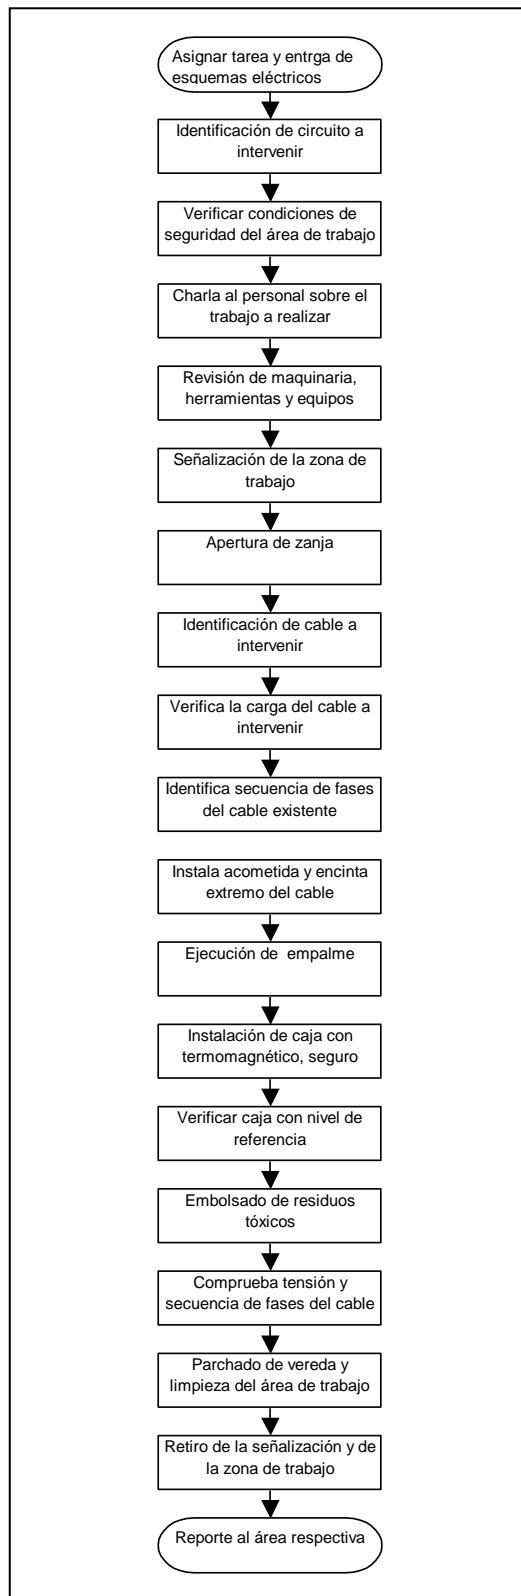 Asignar tarea y entrga de
esquemas eléctricos
Identificación de circuito a
intervenir
Verificar condiciones de
seguridad del área de trabajo
Charla al personal sobre el
trabajo a realizar
Revisión de maquinaria,
herramientas y equipos
Señalización de la zona de
trabajo
Apertura de zanja
Identificación de cable a
intervenir
Verifica la carga del cable a
intervenir
Identifica secuencia de fases
del cable existente
Instala acometida y encinta
extremo del cable
Ejecución de empalme
Instalación de caja con
termomagnético, seguro
Verificar caja con nivel de
referencia
Embolsado de residuos
tóxicos
Comprueba tensión y
secuencia de fases del cable
Parchado de vereda y
limpieza del área de trabajo
Retiro de la señalización y de
la zona de trabajo
Reporte al área respectiva